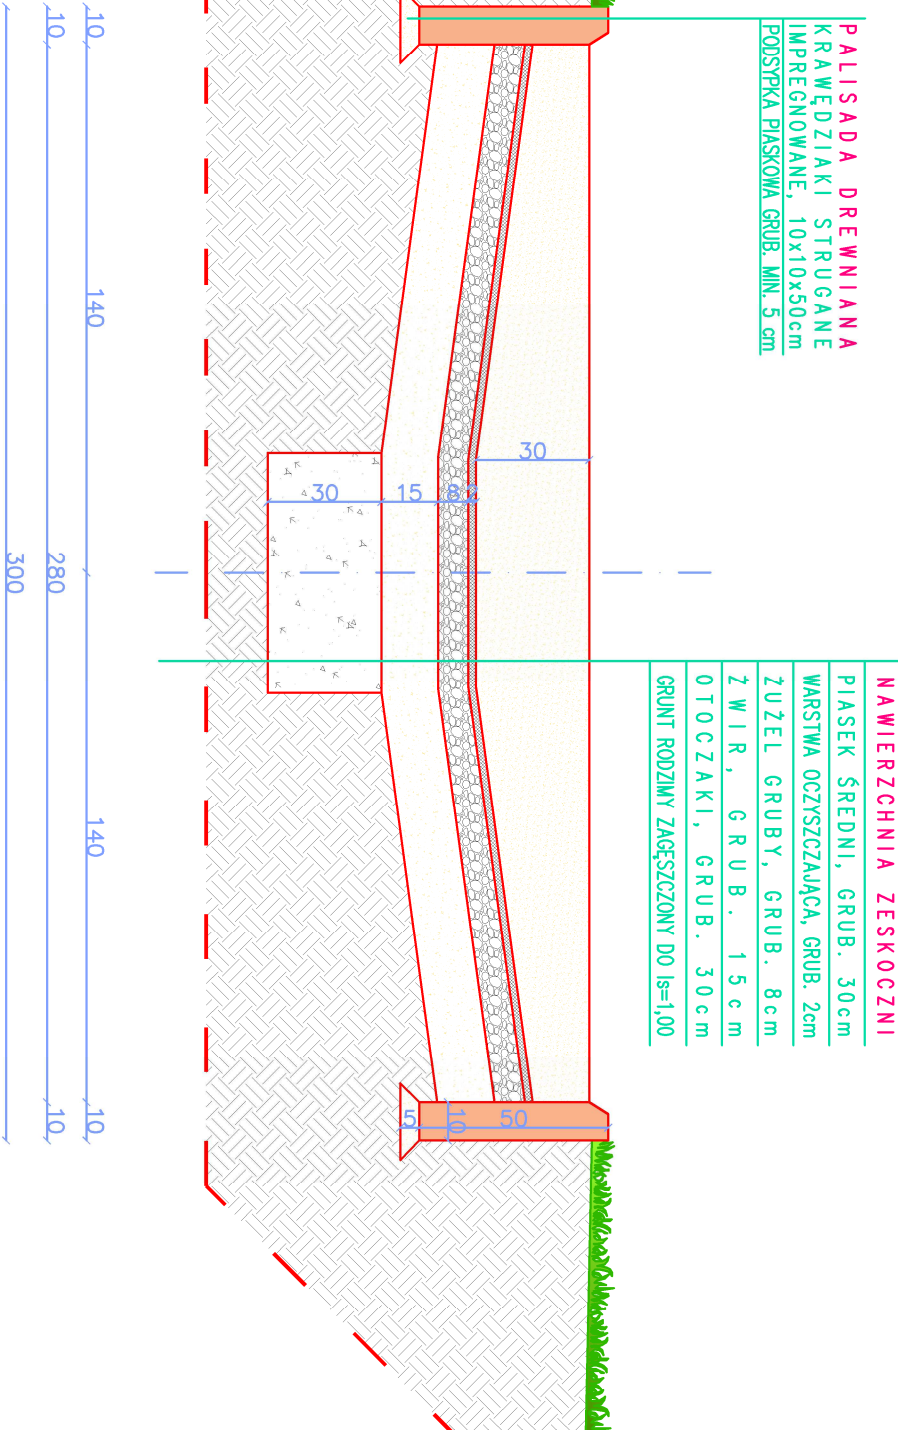 PALISADA DREWNIANA
KRAWĘDZIAKI STRUGANE
IMPREGNOWANE, 10x10x50cm
PODSYPKA PIASKOWA GRUB. MIN. 5 cm
NAWIERZCHNIA ZESKOCZNI
PIASEK ŚREDNI, GRUB. 30cm
WARSTWA OCZYSZCZAJĄCA, GRUB. 2cm
ŻUŻEL GRUBY, GRUB. 8cm
ŻWIR, GRUB. 15cm
OTOCZAKI, GRUB. 30cm
GRUNT RODZIMY ZAGĘSZCZONY DO Is=1,00
30
30 15 8 2
5 10 50
10 140 140 10
10 280 10
300